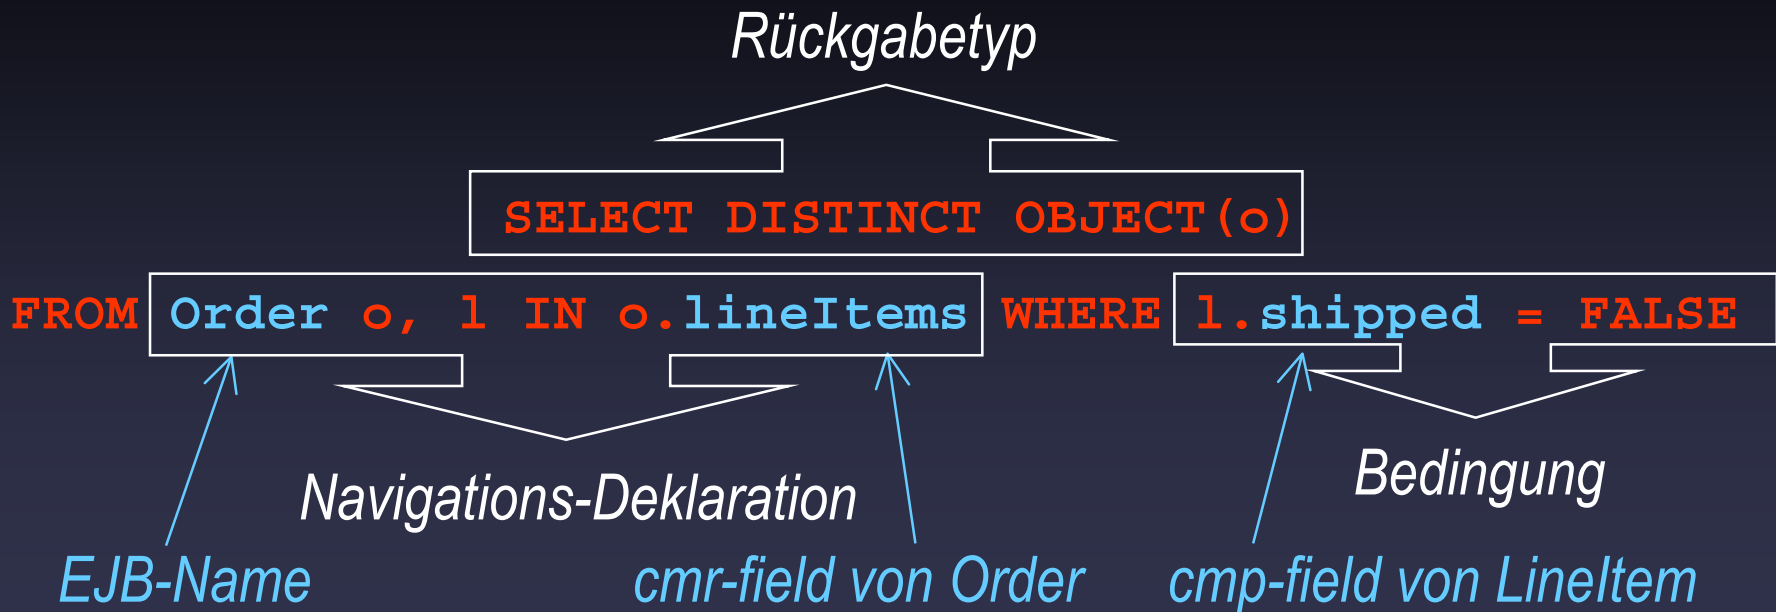 Rückgabetyp
SELECT DISTINCT OBJECT(o)
FROM Order o, l IN o.lineItems WHERE l.shipped = FALSE
Navigations-Deklaration
Bedingung
EJB-Name
cmr-field von Order
cmp-field von LineItem